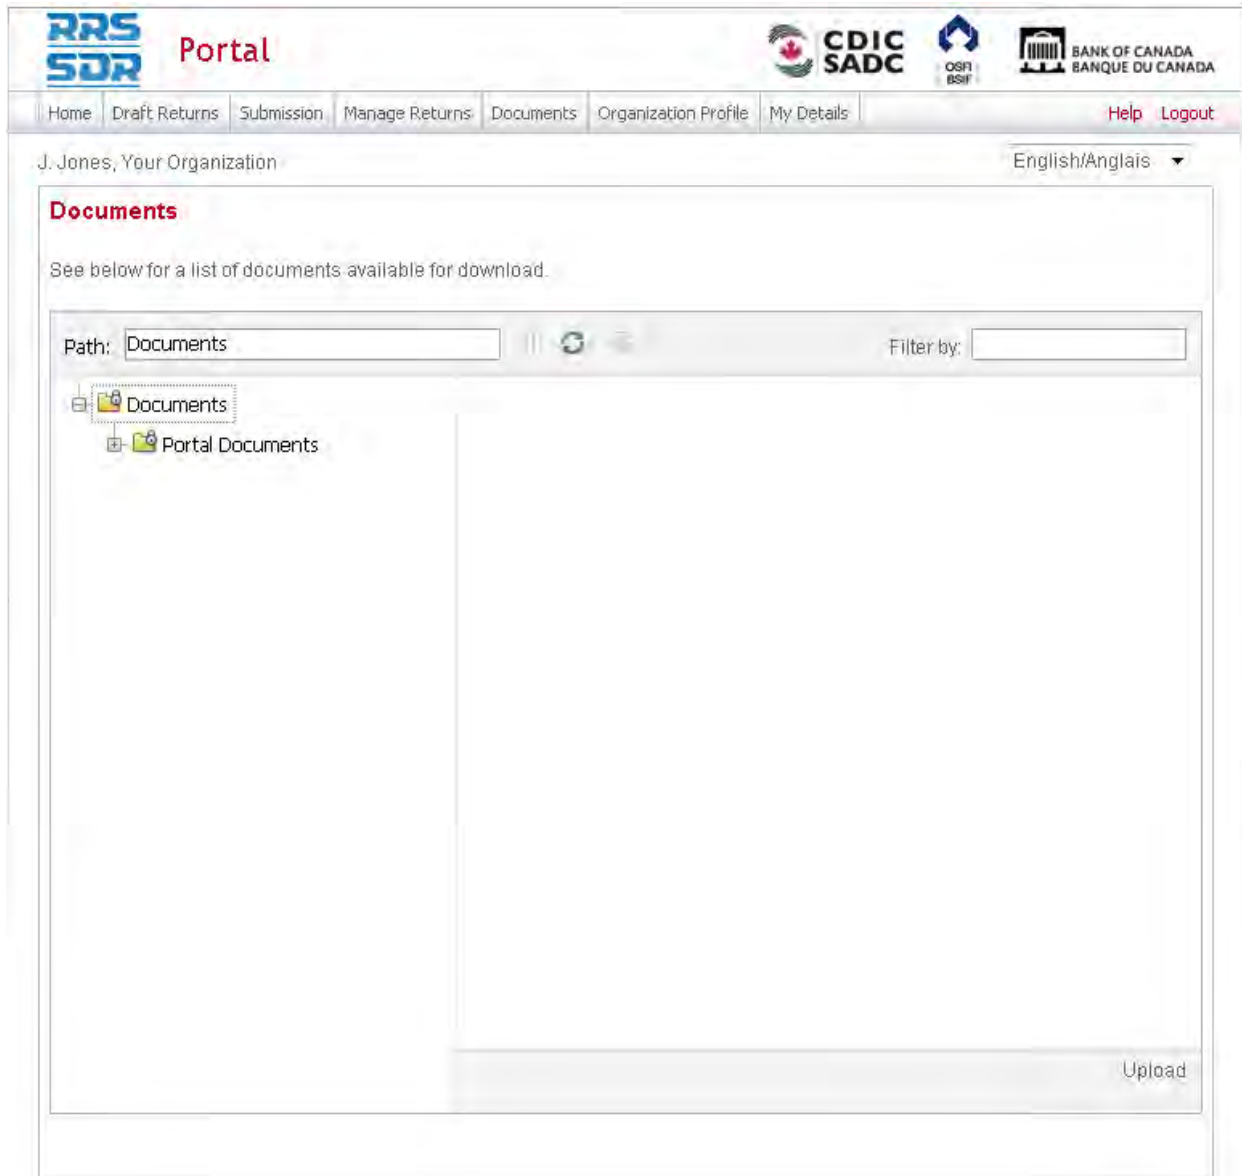 RRS
SDR
Portal
CDIC
SADC
OSFI
BSIF
BANK OF CANADA
BANQUE DU CANADA
Home Draft Returns Submission Manage Returns Documents Organization Profile My Details Help Logout
J. Jones, Your Organization English/Anglais
Documents
See below for a list of documents available for download.
Path: Documents Filter by:
Documents
Portal Documents
Upload